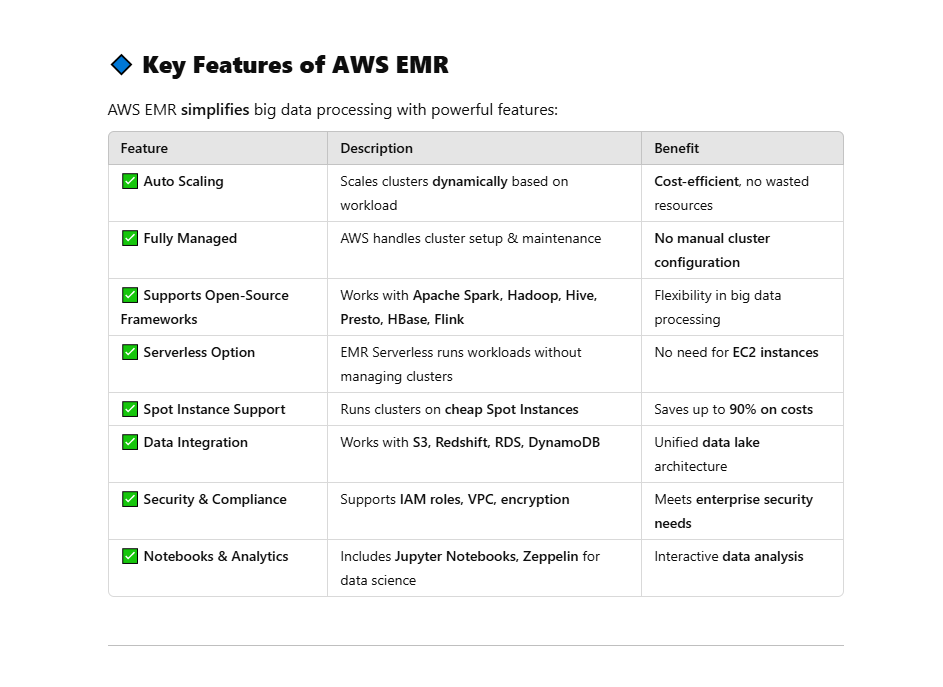 🔷 Key Features of AWS EMR
AWS EMR simplifies big data processing with powerful features:
Feature Description Benefit
✅ Auto Scaling Scales clusters dynamically based on Cost-efficient, no wasted
workload resources
✅ Fully Managed AWS handles cluster setup & maintenance No manual cluster
configuration
✅ Supports Open-Source Works with Apache Spark, Hadoop, Hive, Flexibility in big data
Frameworks Presto, HBase, Flink processing
✅ Serverless Option EMR Serverless runs workloads without No need for EC2 instances
managing clusters
✅ Spot Instance Support Runs clusters on cheap Spot Instances Saves up to 90% on costs
✅ Data Integration Works with S3, Redshift, RDS, DynamoDB Unified data lake
architecture
✅ Security & Compliance Supports IAM roles, VPC, encryption Meets enterprise security
needs
✅ Notebooks & Analytics Includes Jupyter Notebooks, Zeppelin for Interactive data analysis
data science